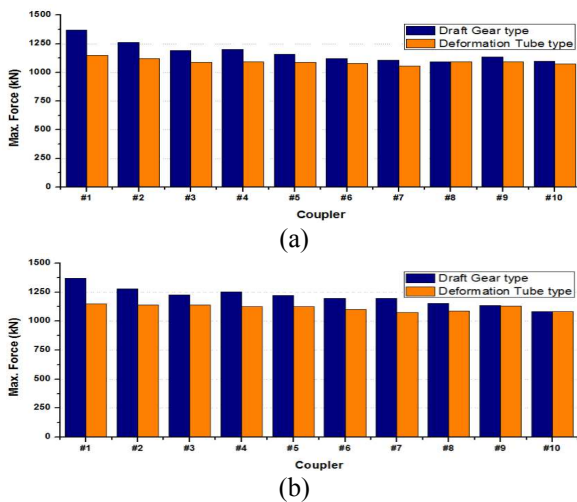 1500
Draft Gear type
Deformation Tube type
1250
1000
750
500
250
0
Max. Force (kN)
#1 #2 #3 #4 #5 #6 #7 #8 #9 #10
Coupler
(a)
1500
Draft Gear type
Deformation Tube type
1250
1000
750
500
250
0
Max. Force (kN)
#1 #2 #3 #4 #5 #6 #7 #8 #9 #10
Coupler
(b)